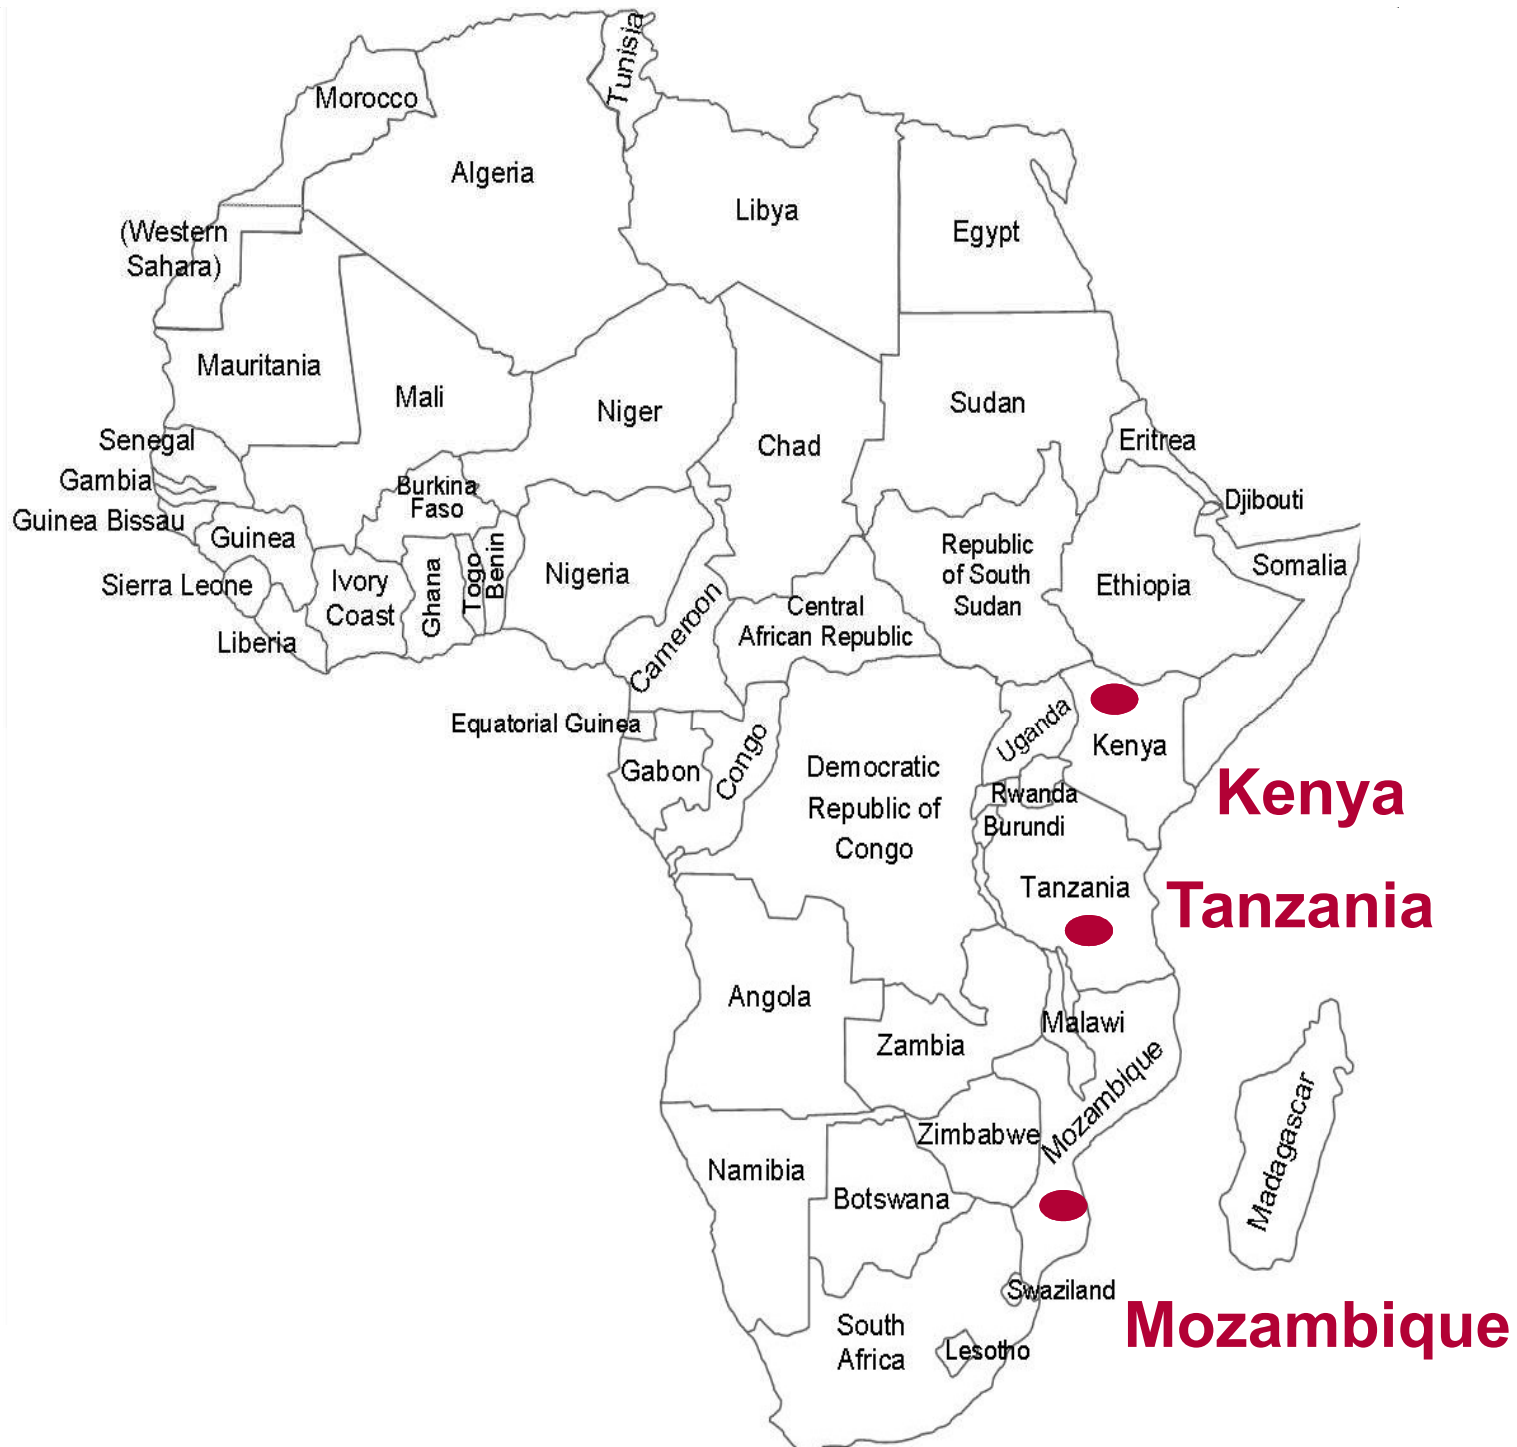 Tunisia
Morocco
Algeria
Libya
Egypt
(Western
Sahara)
Mauritania
Mali
Niger
Chad
Sudan
Eritrea
Senegal
Gambia
Guinea Bissau
Burkina
Faso
Djibouti
Guinea
Sierra Leone
Liberia
Ivory
Coast
Ghana
Togo
Benin
Nigeria
Cameroon
Central
African Republic
Republic
of South
Sudan
Ethiopia
Somalia
Equatorial Guinea
Gabon
Congo
Democratic
Republic of
Congo
Uganda
Kenya
Rwanda
Burundi
Kenya
Tanzania
Tanzania
Angola
Zambia
Malawi
Mozambique
Zimbabwe
Madagascar
Namibia
Botswana
Swaziland
South
Africa
Lesotho
Mozambique